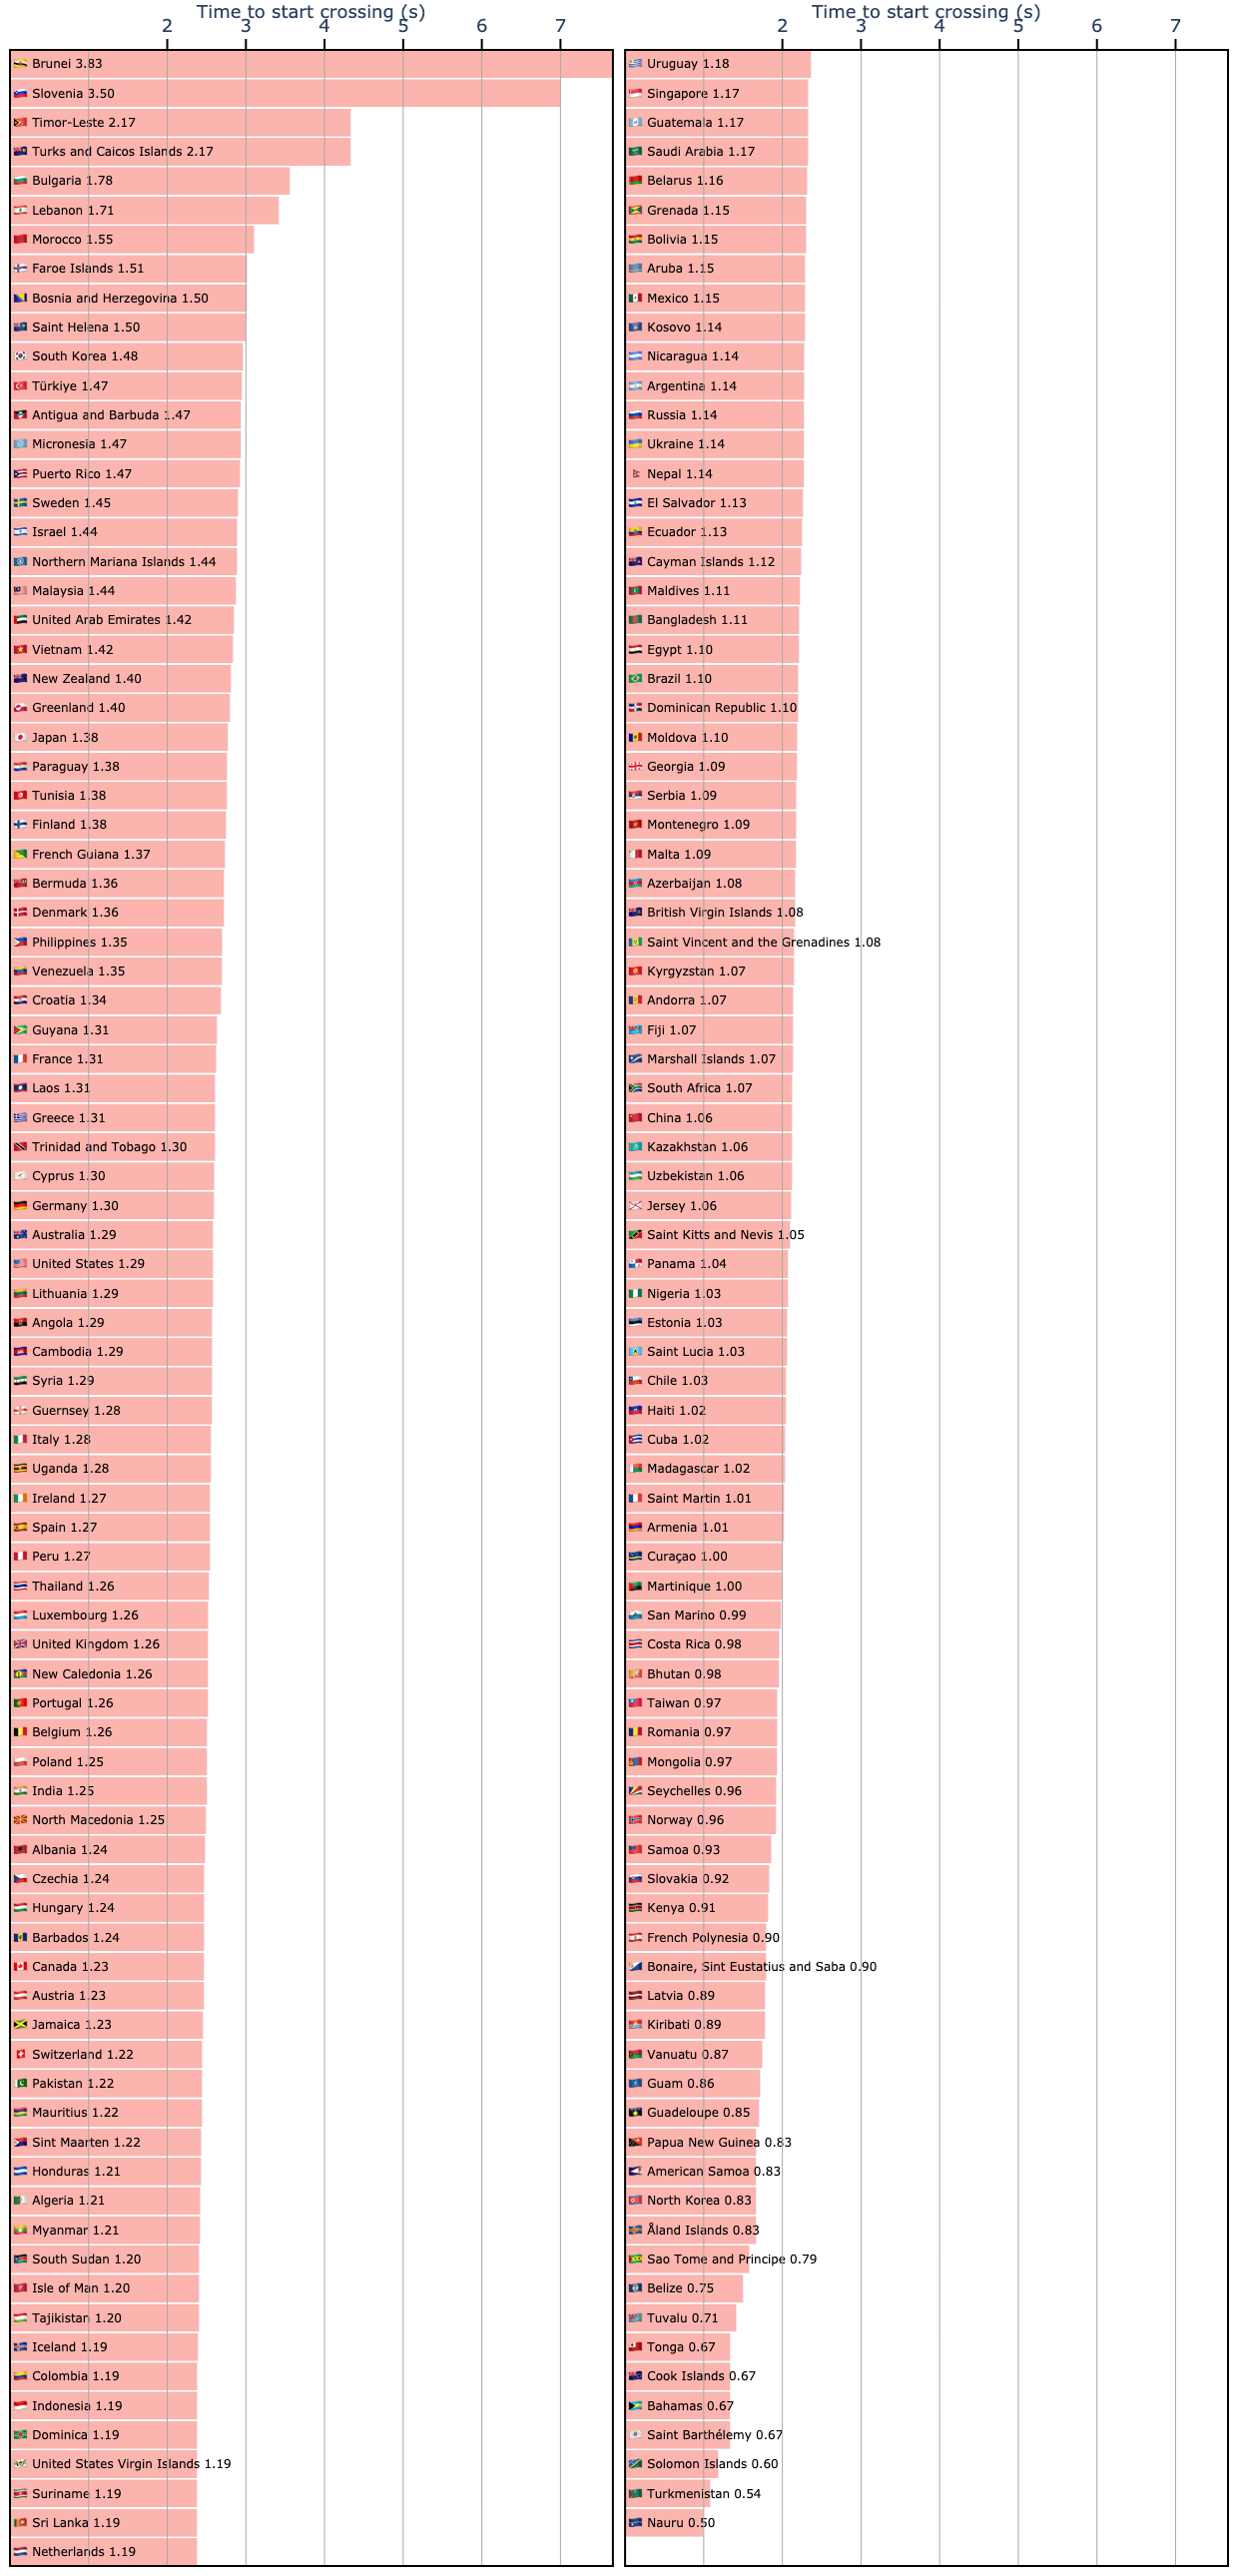 Time to start crossing (s)
2 3 4 5 6 7
Brunei 3.83
Slovenia 3.50
Timor-Leste 2.17
Turks and Caicos Islands 2.17
Bulgaria 1.78
Lebanon 1.71
Morocco 1.55
Faroe Islands 1.51
Bosnia and Herzegovina 1.50
Saint Helena 1.50
South Korea 1.48
Türkiye 1.47
Antigua and Barbuda 1.47
Micronesia 1.47
Puerto Rico 1.47
Sweden 1.45
Israel 1.44
Northern Mariana Islands 1.44
Malaysia 1.44
United Arab Emirates 1.42
Vietnam 1.42
New Zealand 1.40
Greenland 1.40
Japan 1.38
Paraguay 1.38
Tunisia 1.38
Finland 1.38
French Guiana 1.37
Bermuda 1.36
Denmark 1.36
Philippines 1.35
Venezuela 1.35
Croatia 1.34
Guyana 1.31
France 1.31
Laos 1.31
Greece 1.31
Trinidad and Tobago 1.30
Cyprus 1.30
Germany 1.30
Australia 1.29
United States 1.29
Lithuania 1.29
Angola 1.29
Cambodia 1.29
Syria 1.29
Guernsey 1.28
Italy 1.28
Uganda 1.28
Ireland 1.27
Spain 1.27
Peru 1.27
Thailand 1.26
Luxembourg 1.26
United Kingdom 1.26
New Caledonia 1.26
Portugal 1.26
Belgium 1.26
Poland 1.25
India 1.25
North Macedonia 1.25
Albania 1.24
Czechia 1.24
Hungary 1.24
Barbados 1.24
Canada 1.23
Austria 1.23
Jamaica 1.23
Switzerland 1.22
Pakistan 1.22
Mauritius 1.22
Sint Maarten 1.22
Honduras 1.21
Algeria 1.21
Myanmar 1.21
South Sudan 1.20
Isle of Man 1.20
Tajikistan 1.20
Iceland 1.19
Colombia 1.19
Indonesia 1.19
Dominica 1.19
United States Virgin Islands 1.19
Suriname 1.19
Sri Lanka 1.19
Netherlands 1.19
Time to start crossing (s)
2 3 4 5 6 7
Uruguay 1.18
Singapore 1.17
Guatemala 1.17
Saudi Arabia 1.17
Belarus 1.16
Grenada 1.15
Bolivia 1.15
Aruba 1.15
Mexico 1.15
Kosovo 1.14
Nicaragua 1.14
Argentina 1.14
Russia 1.14
Ukraine 1.14
Nepal 1.14
El Salvador 1.13
Ecuador 1.13
Cayman Islands 1.12
Maldives 1.11
Bangladesh 1.11
Egypt 1.10
Brazil 1.10
Dominican Republic 1.10
Moldova 1.10
Georgia 1.09
Serbia 1.09
Montenegro 1.09
Malta 1.09
Azerbaijan 1.08
British Virgin Islands 1.08
Saint Vincent and the Grenadines 1.08
Kyrgyzstan 1.07
Andorra 1.07
Fiji 1.07
Marshall Islands 1.07
South Africa 1.07
China 1.06
Kazakhstan 1.06
Uzbekistan 1.06
Jersey 1.06
Saint Kitts and Nevis 1.05
Panama 1.04
Nigeria 1.03
Estonia 1.03
Saint Lucia 1.03
Chile 1.03
Haiti 1.02
Cuba 1.02
Madagascar 1.02
Saint Martin 1.01
Armenia 1.01
Curaçao 1.00
Martinique 1.00
San Marino 0.99
Costa Rica 0.98
Bhutan 0.98
Taiwan 0.97
Romania 0.97
Mongolia 0.97
Seychelles 0.96
Norway 0.96
Samoa 0.93
Slovakia 0.92
Kenya 0.91
French Polynesia 0.90
Bonaire, Sint Eustatius and Saba 0.90
Latvia 0.89
Kiribati 0.89
Vanuatu 0.87
Guam 0.86
Guadeloupe 0.85
Papua New Guinea 0.83
American Samoa 0.83
North Korea 0.83
Åland Islands 0.83
Sao Tome and Principe 0.79
Belize 0.75
Tuvalu 0.71
Tonga 0.67
Cook Islands 0.67
Bahamas 0.67
Saint Barthélemy 0.67
Solomon Islands 0.60
Turkmenistan 0.54
Nauru 0.50